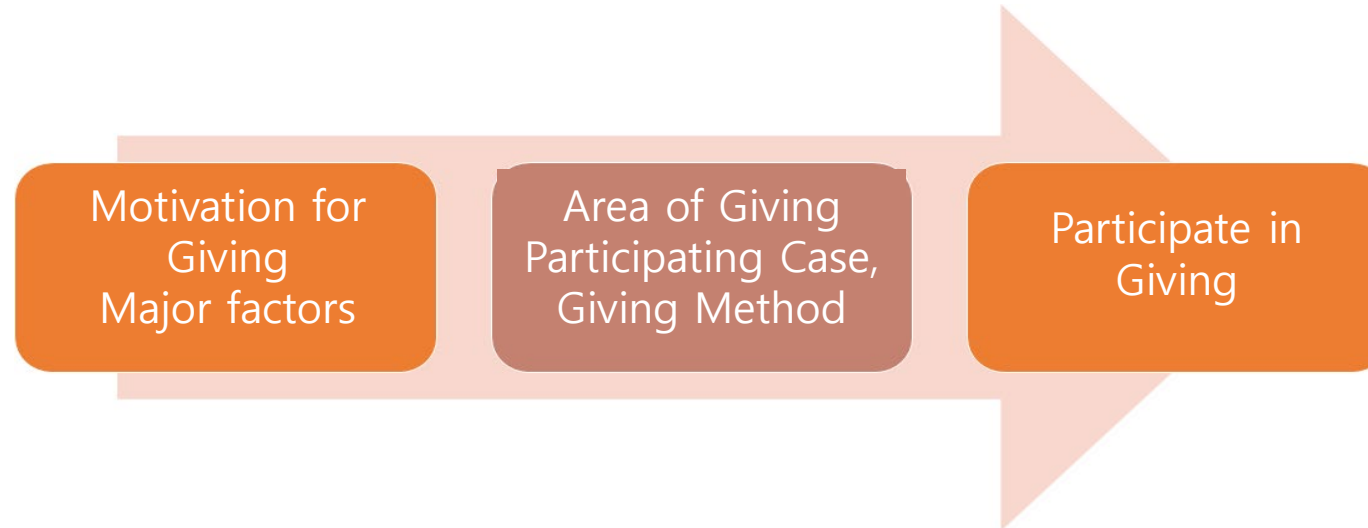 Motivation for
Giving
Major factors
Area of Giving
Participating Case,
Giving Method
Participate in
Giving